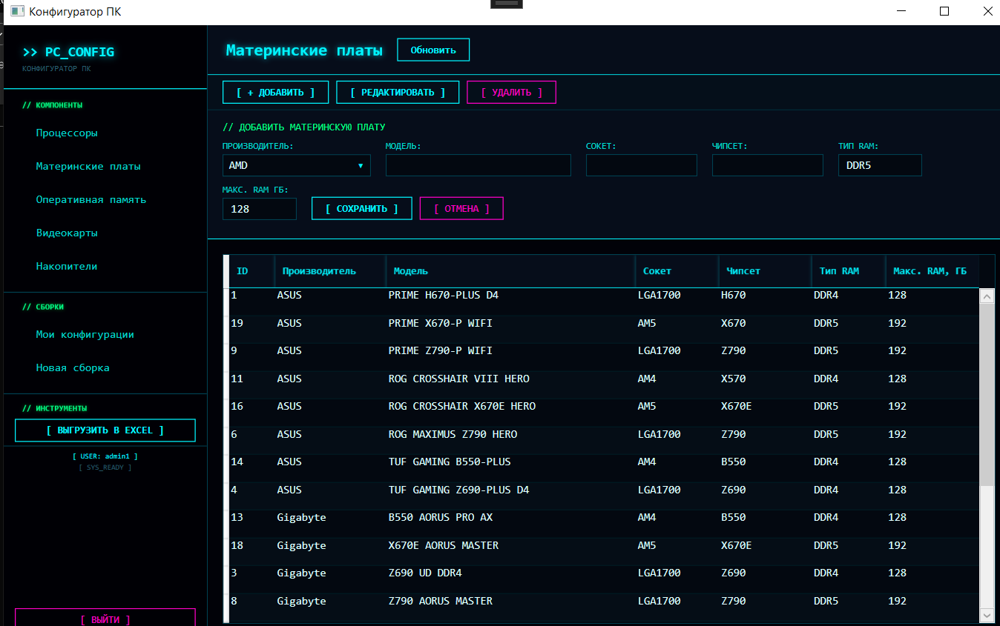 Конфигуратор ПК
>> PC_CONFIG
КОНФИГУРАТОР ПК
// КОМПОНЕНТЫ
Процессоры
Материнские платы
Оперативная память
Видеокарты
Накопители
// СБОРКИ
Мои конфигурации
Новая сборка
// ИНСТРУМЕНТЫ
[ ВЫГРУЗИТЬ В EXCEL ]
[ USER: admin1 ]
[ SYS_READY ]
[ ВЫЙТИ ]
Материнские платы Обновить
[ + ДОБАВИТЬ ] [ РЕДАКТИРОВАТЬ ] [ УДАЛИТЬ ]
// ДОБАВИТЬ МАТЕРИНСКУЮ ПЛАТУ
ПРОИЗВОДИТЕЛЬ: МОДЕЛЬ: СОКЕТ: ЧИПСЕТ: ТИП RAM:
AMD DDR5
МАКС. RAM ГБ:
128 [ СОХРАНИТЬ ] [ ОТМЕНА ]
ID Производитель Модель Сокет Чипсет Тип RAM Макс. RAM, ГБ
1 ASUS PRIME H670-PLUS D4 LGA1700 H670 DDR4 128
19 ASUS PRIME X670-P WIFI AM5 X670 DDR5 192
9 ASUS PRIME Z790-P WIFI LGA1700 Z790 DDR5 192
11 ASUS ROG CROSSHAIR VIII HERO AM4 X570 DDR4 128
16 ASUS ROG CROSSHAIR X670E HERO AM5 X670E DDR5 192
6 ASUS ROG MAXIMUS Z790 HERO LGA1700 Z790 DDR5 192
14 ASUS TUF GAMING B550-PLUS AM4 B550 DDR4 128
4 ASUS TUF GAMING Z690-PLUS D4 LGA1700 Z690 DDR4 128
13 Gigabyte B550 AORUS PRO AX AM4 B550 DDR4 128
18 Gigabyte X670E AORUS MASTER AM5 X670E DDR5 192
3 Gigabyte Z690 UD DDR4 LGA1700 Z690 DDR4 128
8 Gigabyte Z790 AORUS MASTER LGA1700 Z790 DDR5 192